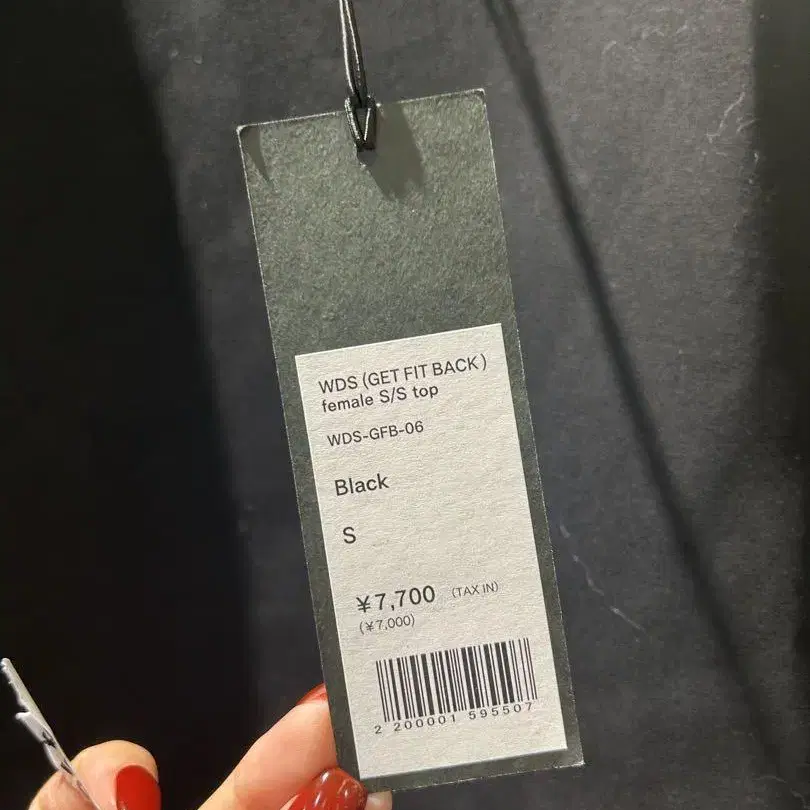 WDS (GET FIT BACK)
female S/S top
WDS-GFB-06
Black
S
¥7,700 (TAX IN)
(¥7,000)
2 200001 595507